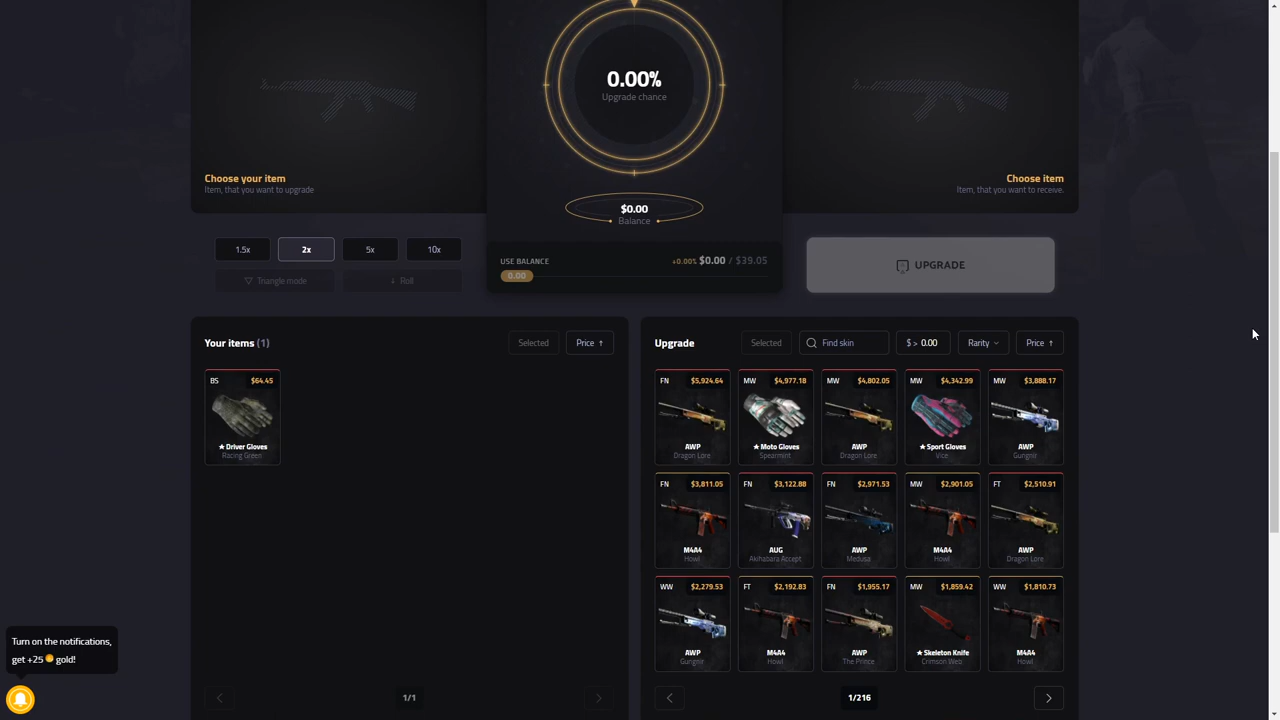 0.00%
Upgrade chance
Choose your item
Item, that you want to upgrade
Choose item
Item, that you want to receive.
$0.00
Balance
1.5x 2x 5x 10x
Triangle mode Roll
USE BALANCE +0.00% $0.00 / $39.05
0.00
UPGRADE
Your items (1) Selected Price ↑
BS $64.45
★ Driver Gloves
Racing Green
1/1
Upgrade Selected Find skin $ > 0.00 Rarity Price ↑
FN $5,924.64 MW $4,977.18 MW $4,802.05 MW $4,342.99 MW $3,888.17
AWP ★ Moto Gloves AWP ★ Sport Gloves AWP
Dragon Lore Spearmint Dragon Lore Vice Gungnir
FN $3,811.05 FN $3,122.88 FN $2,971.53 MW $2,901.05 FT $2,510.91
M4A4 AUG AWP M4A4 AWP
Howl Akihabara Accept Medusa Howl Dragon Lore
WW $2,279.53 FT $2,192.83 FN $1,955.17 MW $1,859.42 WW $1,810.73
AWP M4A4 AWP ★ Skeleton Knife M4A4
Gungnir Howl The Prince Crimson Web Howl
1/216
Turn on the notifications,
get +25 gold!